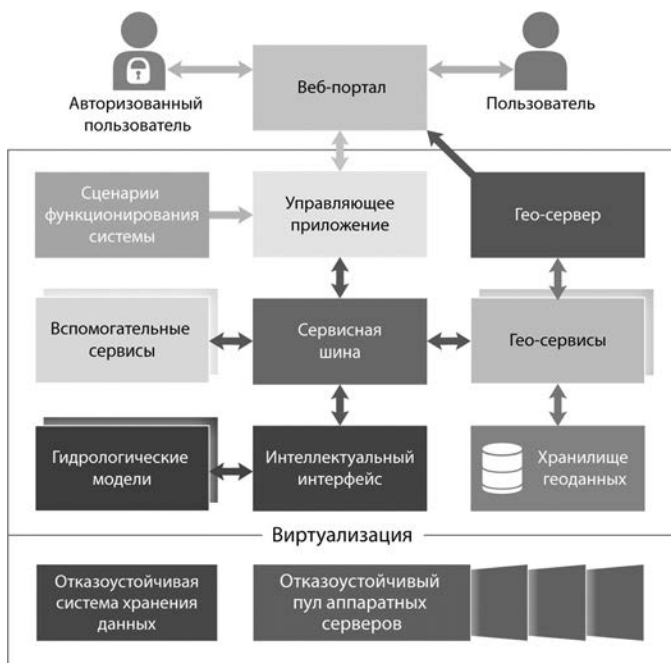 Авторизованный
пользователь
Веб-портал
Пользователь
Сценарии
функционирования
системы
Управляющее
приложение
Гео-сервер
Вспомогательные
сервисы
Сервисная
шина
Гео-сервисы
Гидрологические
модели
Интеллектуальный
интерфейс
Хранилище
геоданных
Виртуализация
Отказоустойчивая
система хранения
данных
Отказоустойчивый
пул аппаратных
серверов